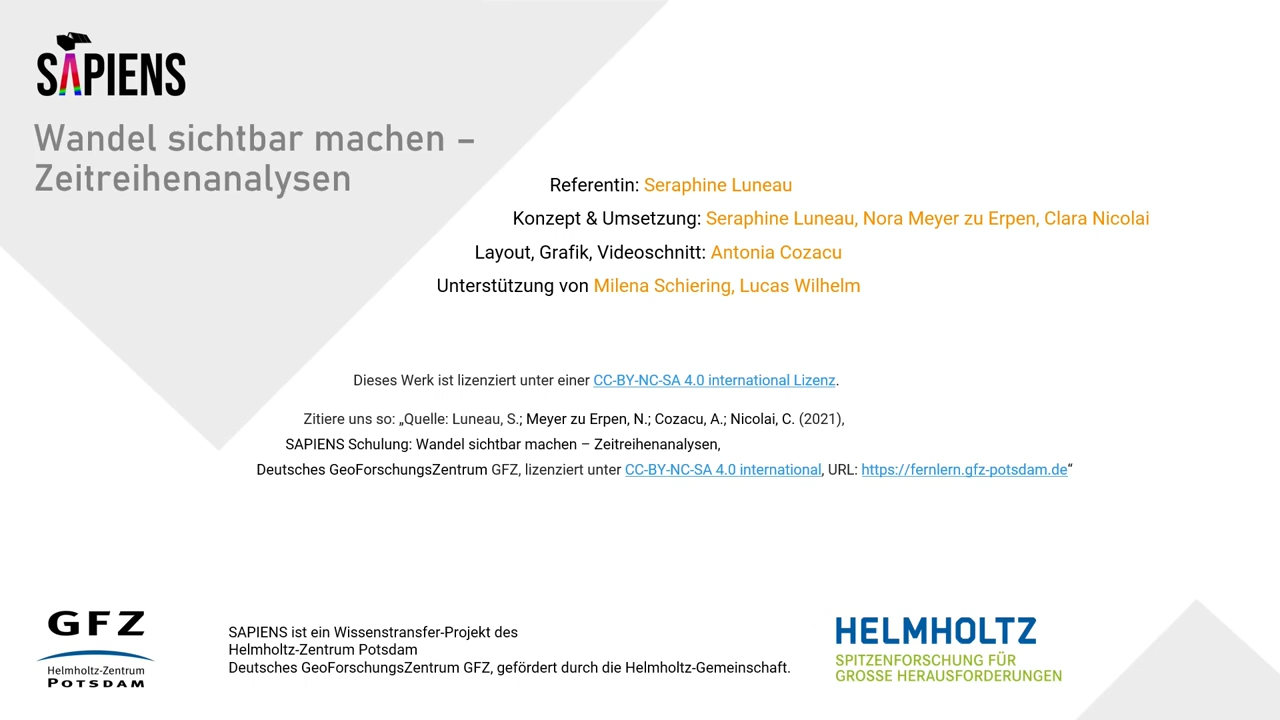 SAPIENS
Wandel sichtbar machen –
Zeitreihenanalysen
Referentin: Seraphine Luneau
Konzept & Umsetzung: Seraphine Luneau, Nora Meyer zu Erpen, Clara Nicolai
Layout, Grafik, Videoschnitt: Antonia Cozacu
Unterstützung von Milena Schiering, Lucas Wilhelm
Dieses Werk ist lizenziert unter einer CC-BY-NC-SA 4.0 international Lizenz.
Zitiere uns so: „Quelle: Luneau, S.; Meyer zu Erpen, N.; Cozacu, A.; Nicolai, C. (2021),
SAPIENS Schulung: Wandel sichtbar machen – Zeitreihenanalysen,
Deutsches GeoForschungsZentrum GFZ, lizenziert unter CC-BY-NC-SA 4.0 international, URL: https://fernlern.gfz-potsdam.de“
GFZ
Helmholtz-Zentrum
POTSDAM
SAPIENS ist ein Wissenstransfer-Projekt des
Helmholtz-Zentrum Potsdam
Deutsches GeoForschungsZentrum GFZ, gefördert durch die Helmholtz-Gemeinschaft.
HELMHOLTZ
SPITZENFORSCHUNG FÜR
GROSSE HERAUSFORDERUNGEN